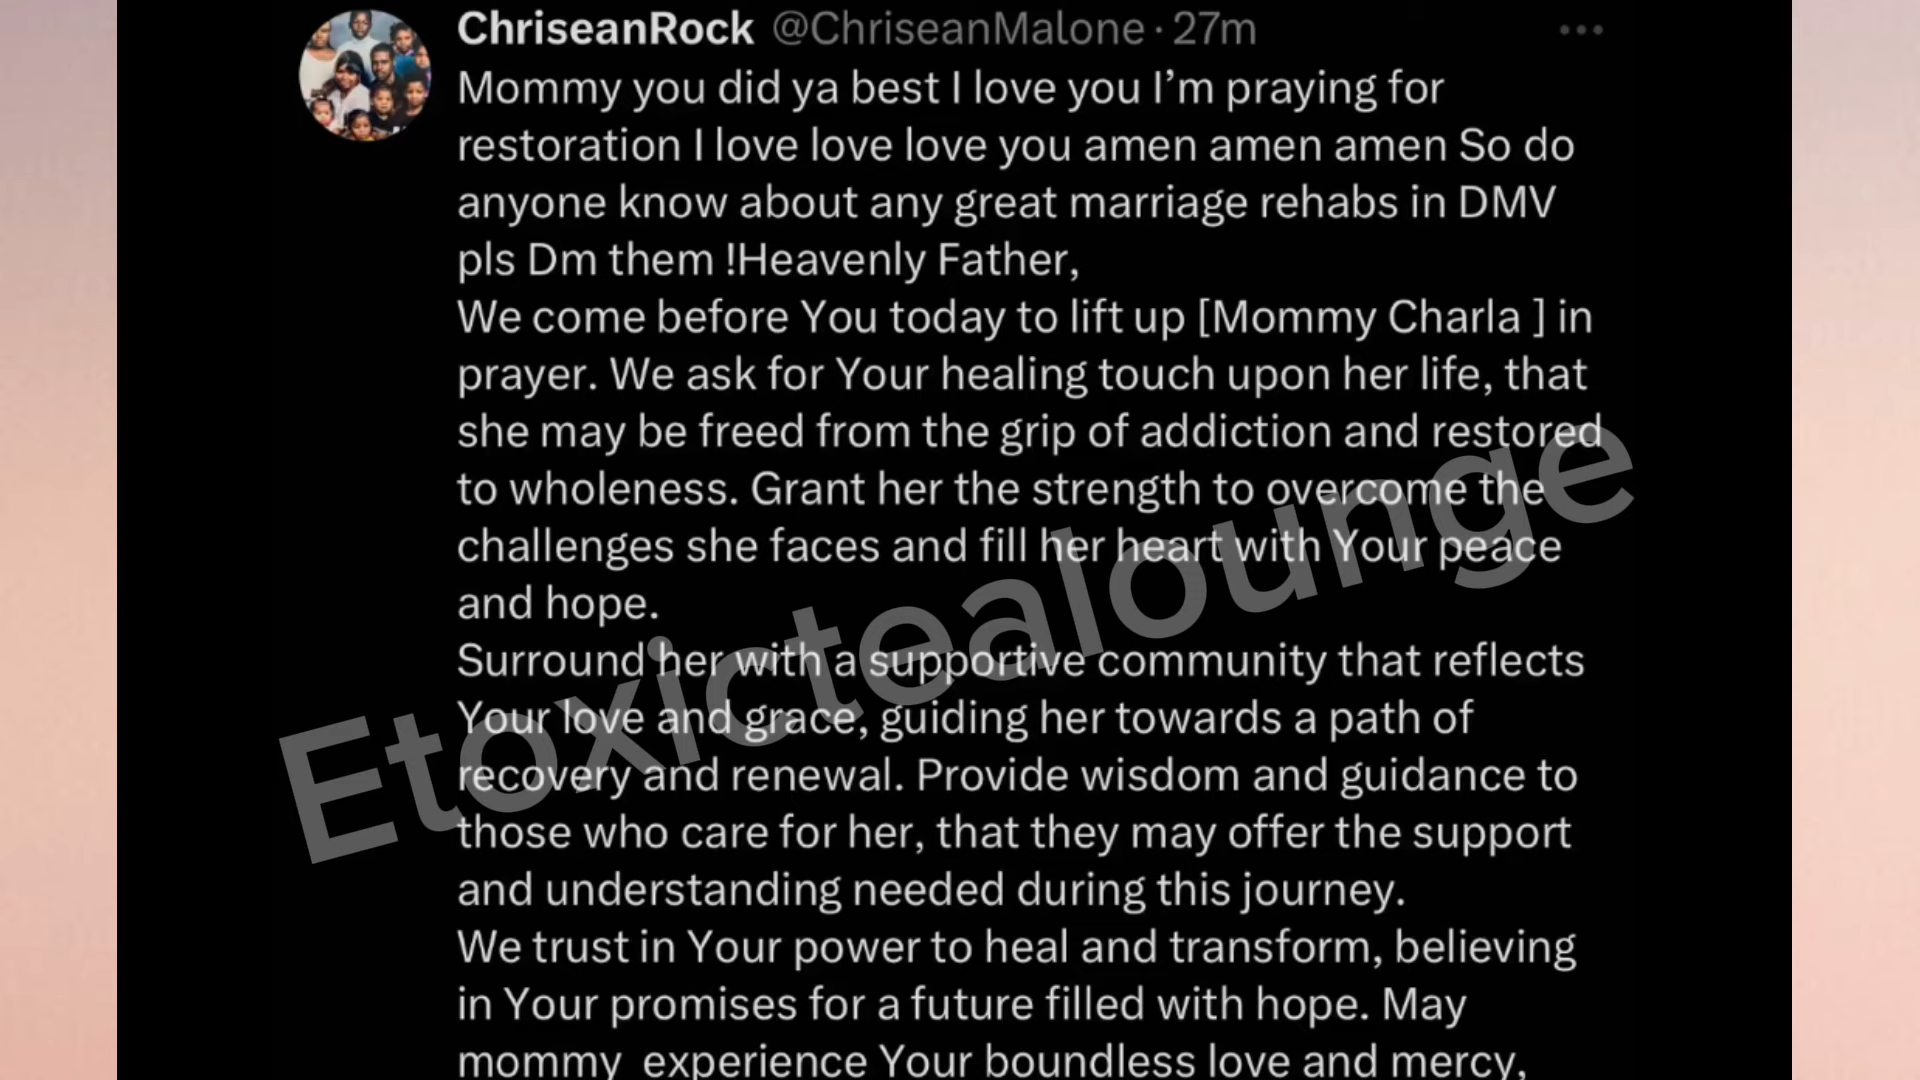 ChriseanRock @ChriseanMalone · 27m
Mommy you did ya best I love you I’m praying for
restoration I love love love you amen amen amen So do
anyone know about any great marriage rehabs in DMV
pls Dm them !Heavenly Father,
We come before You today to lift up [Mommy Charla ] in
prayer. We ask for Your healing touch upon her life, that
she may be freed from the grip of addiction and restored
to wholeness. Grant her the strength to overcome the
challenges she faces and fill her heart with Your peace
and hope.
Surround her with a supportive community that reflects
Your love and grace, guiding her towards a path of
recovery and renewal. Provide wisdom and guidance to
those who care for her, that they may offer the support
and understanding needed during this journey.
We trust in Your power to heal and transform, believing
in Your promises for a future filled with hope. May
mommy  experience Your boundless love and mercy,
Etoxictealounge